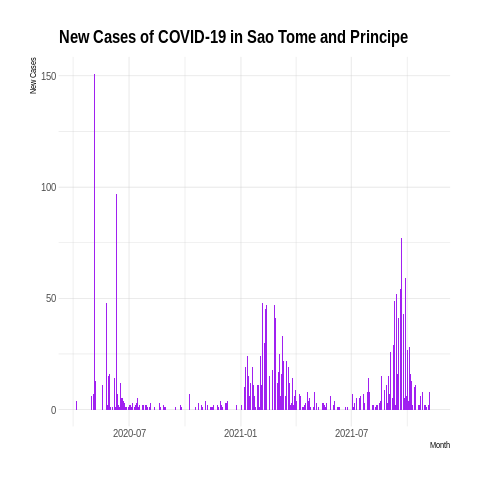 New Cases of COVID-19 in Sao Tome and Principe
New Cases
150
100
50
0
2020-07 2021-01 2021-07
Month